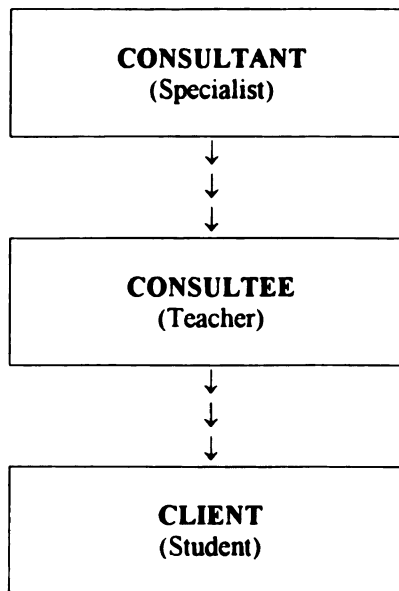 CONSULTANT
(Specialist)
CONSULTEE
(Teacher)
CLIENT
(Student)